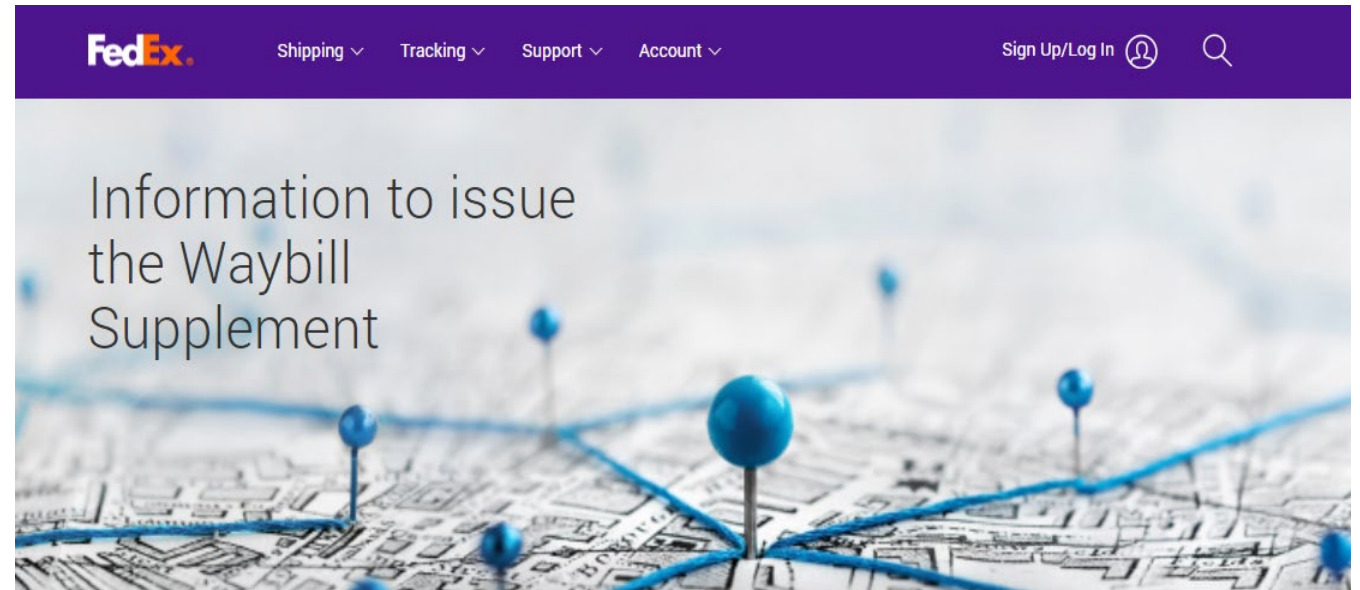 FedEx. Shipping Tracking Support Account Sign Up/Log In
Information to issue
the Waybill
Supplement